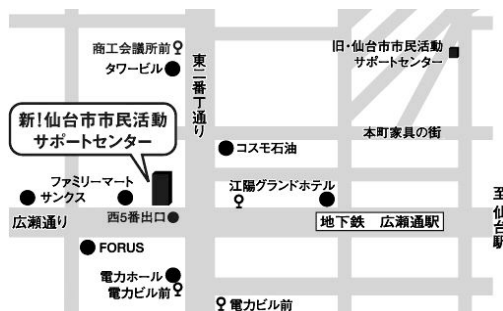 商工会議所前
タワービル
東二番丁通り
旧・仙台市市民活動
サポートセンター
新!仙台市市民活動
サポートセンター
本町家具の街
コスモ石油
ファミリーマート
サンクス
江陽グランドホテル
至 仙台駅
広瀬通り
西5番出口
地下鉄 広瀬通駅
FORUS
電力ホール
電力ビル前
電力ビル前